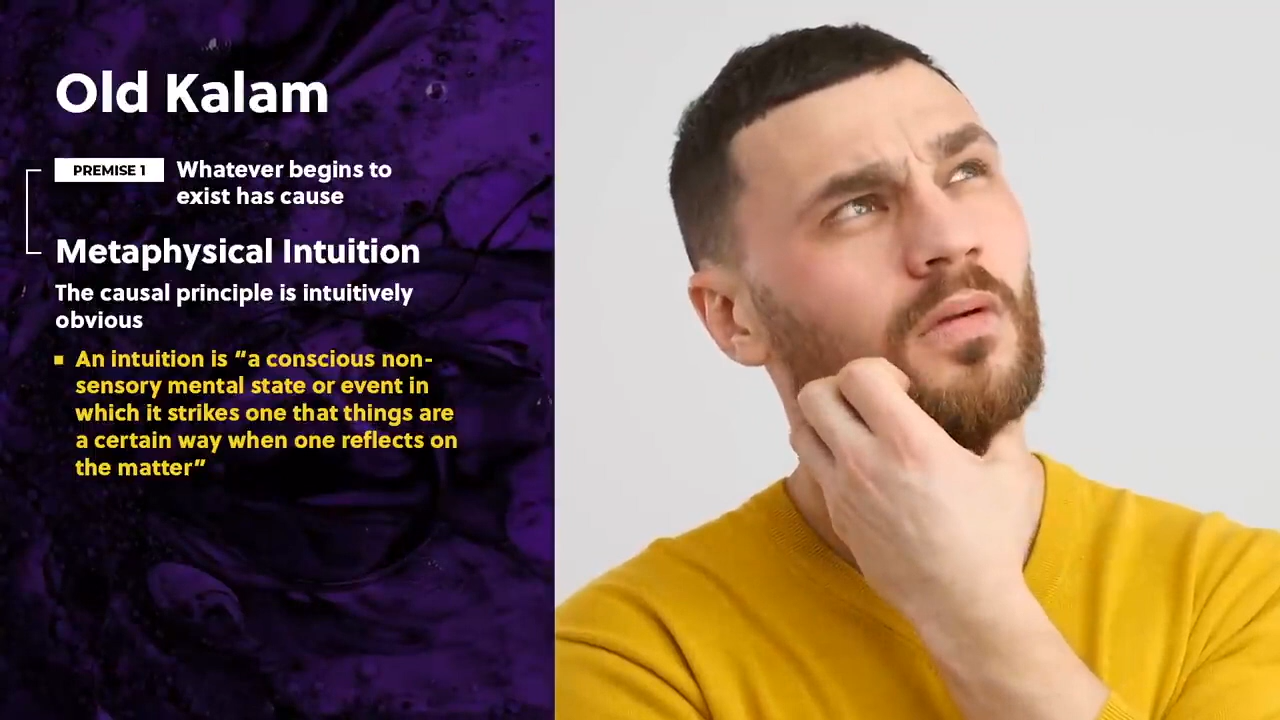 Old Kalam
PREMISE 1 Whatever begins to
exist has cause
Metaphysical Intuition
The causal principle is intuitively
obvious
▪ An intuition is “a conscious non-
sensory mental state or event in
which it strikes one that things are
a certain way when one reflects on
the matter”